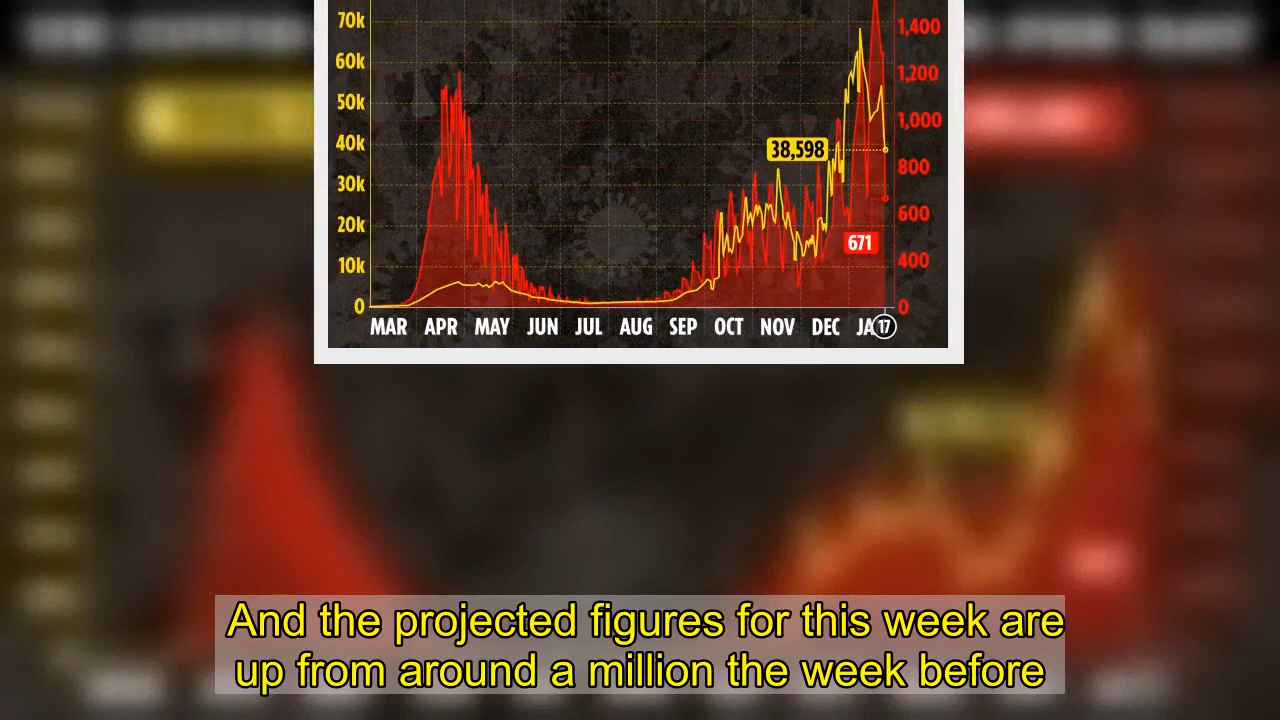 70k
1,400
60k
1,200
50k
1,000
40k
38,598
800
30k
600
20k
671
400
10k
0
0
MAR APR MAY JUN JUL AUG SEP OCT NOV DEC JA 17
And the projected figures for this week are
up from around a million the week before